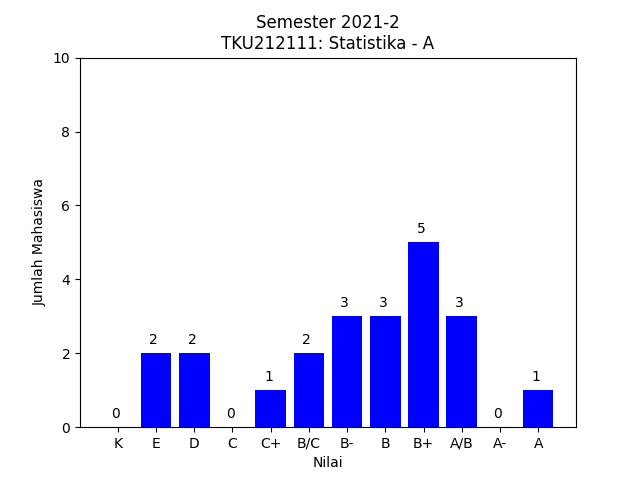 Semester 2021-2
TKU212111: Statistika - A
10
8
6
4
2
0
Jumlah Mahasiswa
0 2 2 0 1 2 3 3 5 3 0 1
K E D C C+ B/C B- B B+ A/B A- A
Nilai